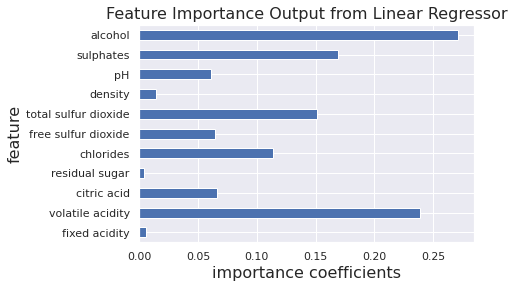 Feature Importance Output from Linear Regressor
alcohol
sulphates
pH
density
total sulfur dioxide
free sulfur dioxide
chlorides
residual sugar
citric acid
volatile acidity
fixed acidity
feature
0.00 0.05 0.10 0.15 0.20 0.25
importance coefficients